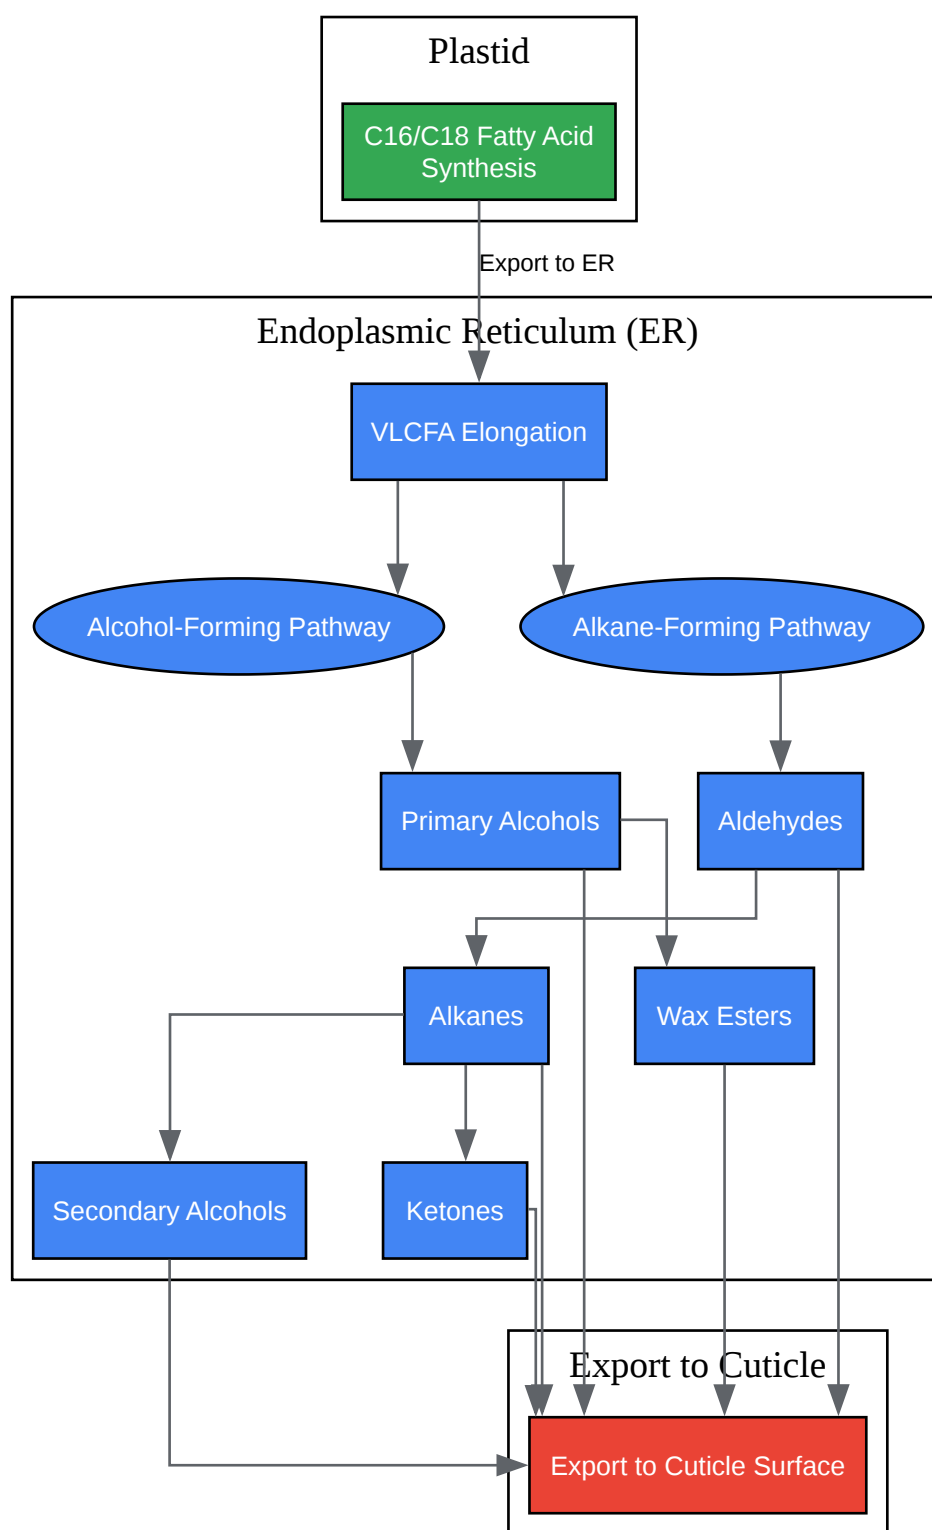 Plastid
C16/C18 Fatty Acid
Synthesis
Export to ER
Endoplasmic Reticulum (ER)
VLCFA Elongation
Alcohol-Forming Pathway
Alkane-Forming Pathway
Primary Alcohols
Aldehydes
Alkanes
Wax Esters
Secondary Alcohols
Ketones
Export to Cuticle
Export to Cuticle Surface